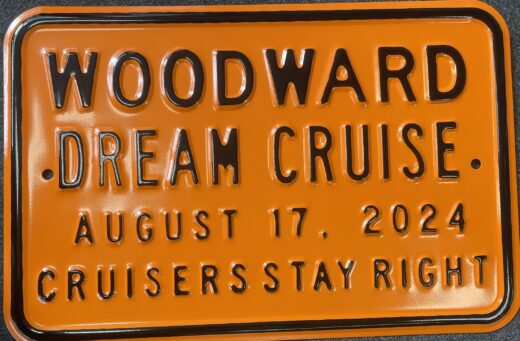 WOODWARD
DREAM CRUISE
AUGUST 17, 2024
CRUISERS STAY RIGHT